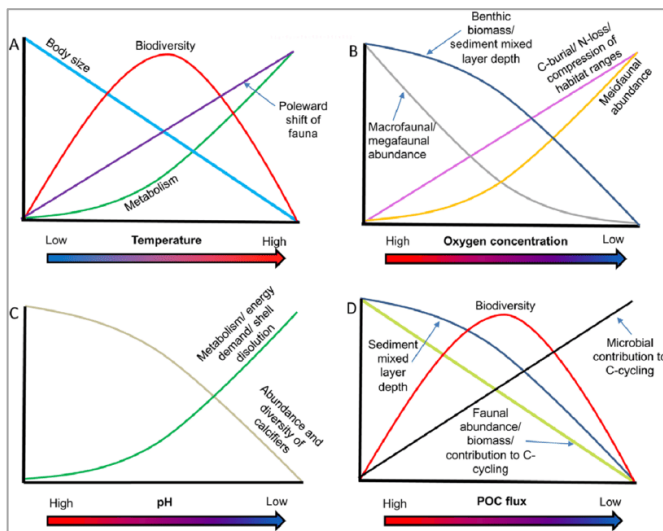 A
Body size
Biodiversity
Poleward
shift of
fauna
Metabolism
Low
Temperature
High
B
Benthic
biomass/
sediment mixed
layer depth
C-burial/ N-loss/
compression of
habitat ranges
Meiofaunal
abundance
Macrofaunal/
megafaunal
abundance
High
Oxygen concentration
Low
C
Metabolism/ energy
demand/ shell
disolution
Abundance and
diversity of
calcifiers
High
pH
Low
D
Biodiversity
Sediment
mixed
layer depth
Microbial
contribution to
C-cycling
Faunal abundance/
biomass/
contribution to C-
cycling
High
POC flux
Low